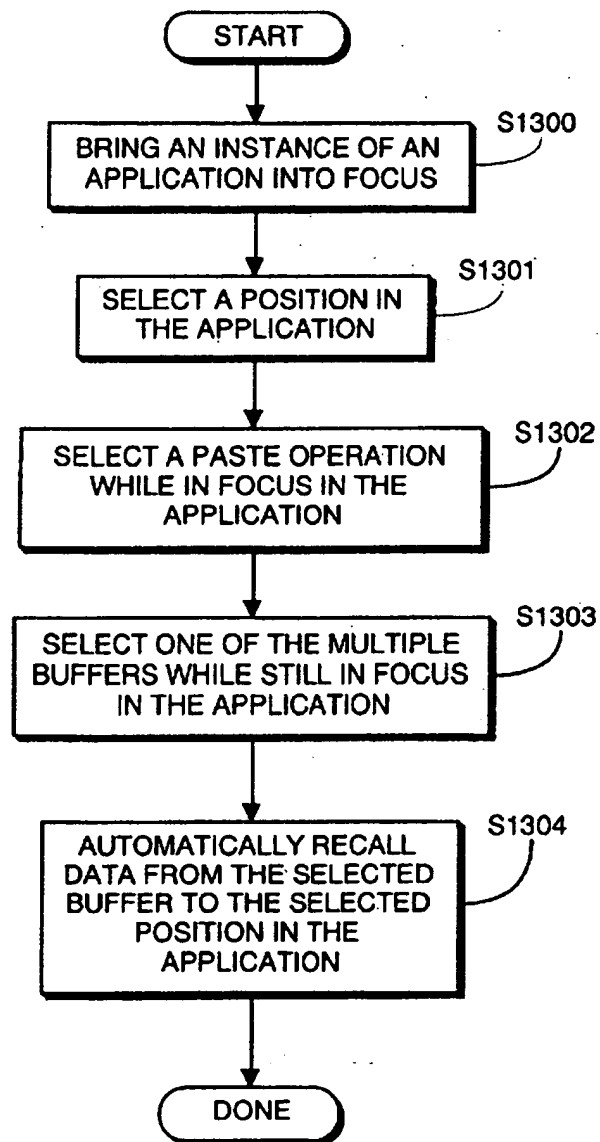 START
S1300
BRING AN INSTANCE OF AN
APPLICATION INTO FOCUS
S1301
SELECT A POSITION IN
THE APPLICATION
S1302
SELECT A PASTE OPERATION
WHILE IN FOCUS IN THE
APPLICATION
S1303
SELECT ONE OF THE MULTIPLE
BUFFERS WHILE STILL IN FOCUS
IN THE APPLICATION
S1304
AUTOMATICALLY RECALL
DATA FROM THE SELECTED
BUFFER TO THE SELECTED
POSITION IN THE
APPLICATION
DONE